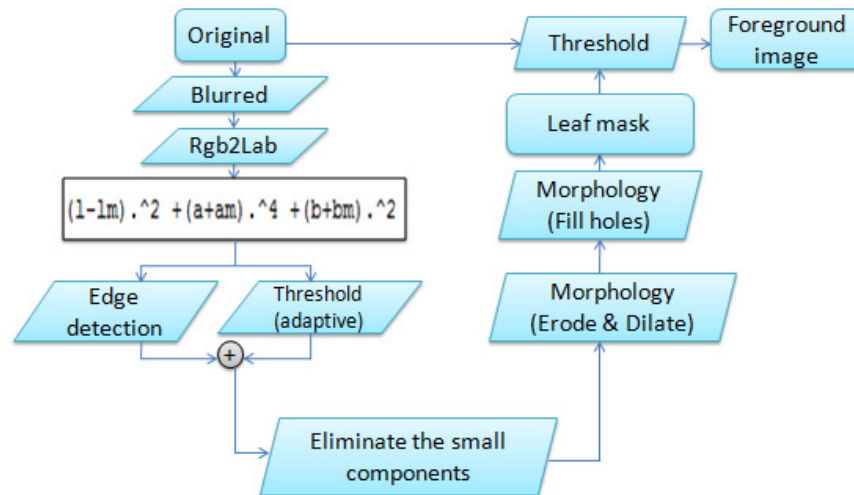 Original
Blurred
Rgb2Lab
(l-lm).^2 +(a+am).^4 +(b+bm).^2
Edge
detection
Threshold
(adaptive)
+
Eliminate the small
components
Morphology
(Erode & Dilate)
Morphology
(Fill holes)
Leaf mask
Threshold
Foreground
image